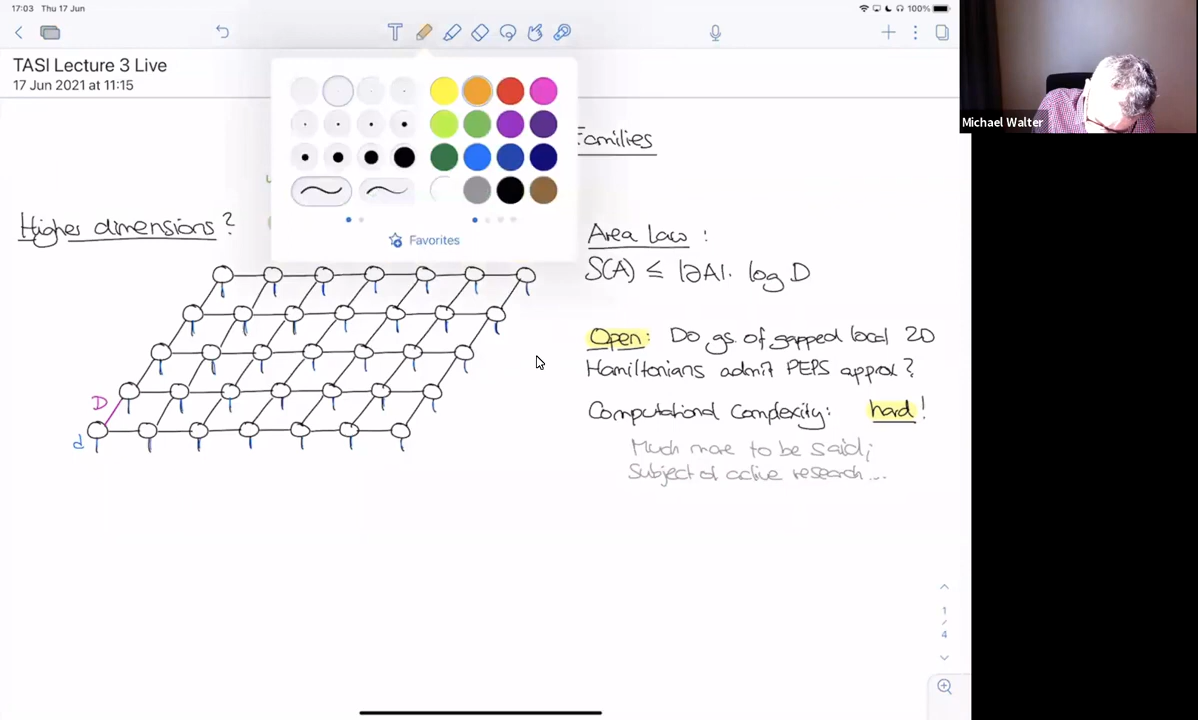 17:03 Thu 17 Jun
100%
T
TASI Lecture 3 Live
17 Jun 2021 at 11:15
Michael Walter
Families
Favorites
Higher dimensions?
Area Law:
S(A) ≤ |∂A|· log D
Open: Do gs. of gapped local 2D
Hamiltonians admit PEPS approx?
Computational Complexity: hard!
Much more to be said;
Subject of active research...
D
d
1
/
4